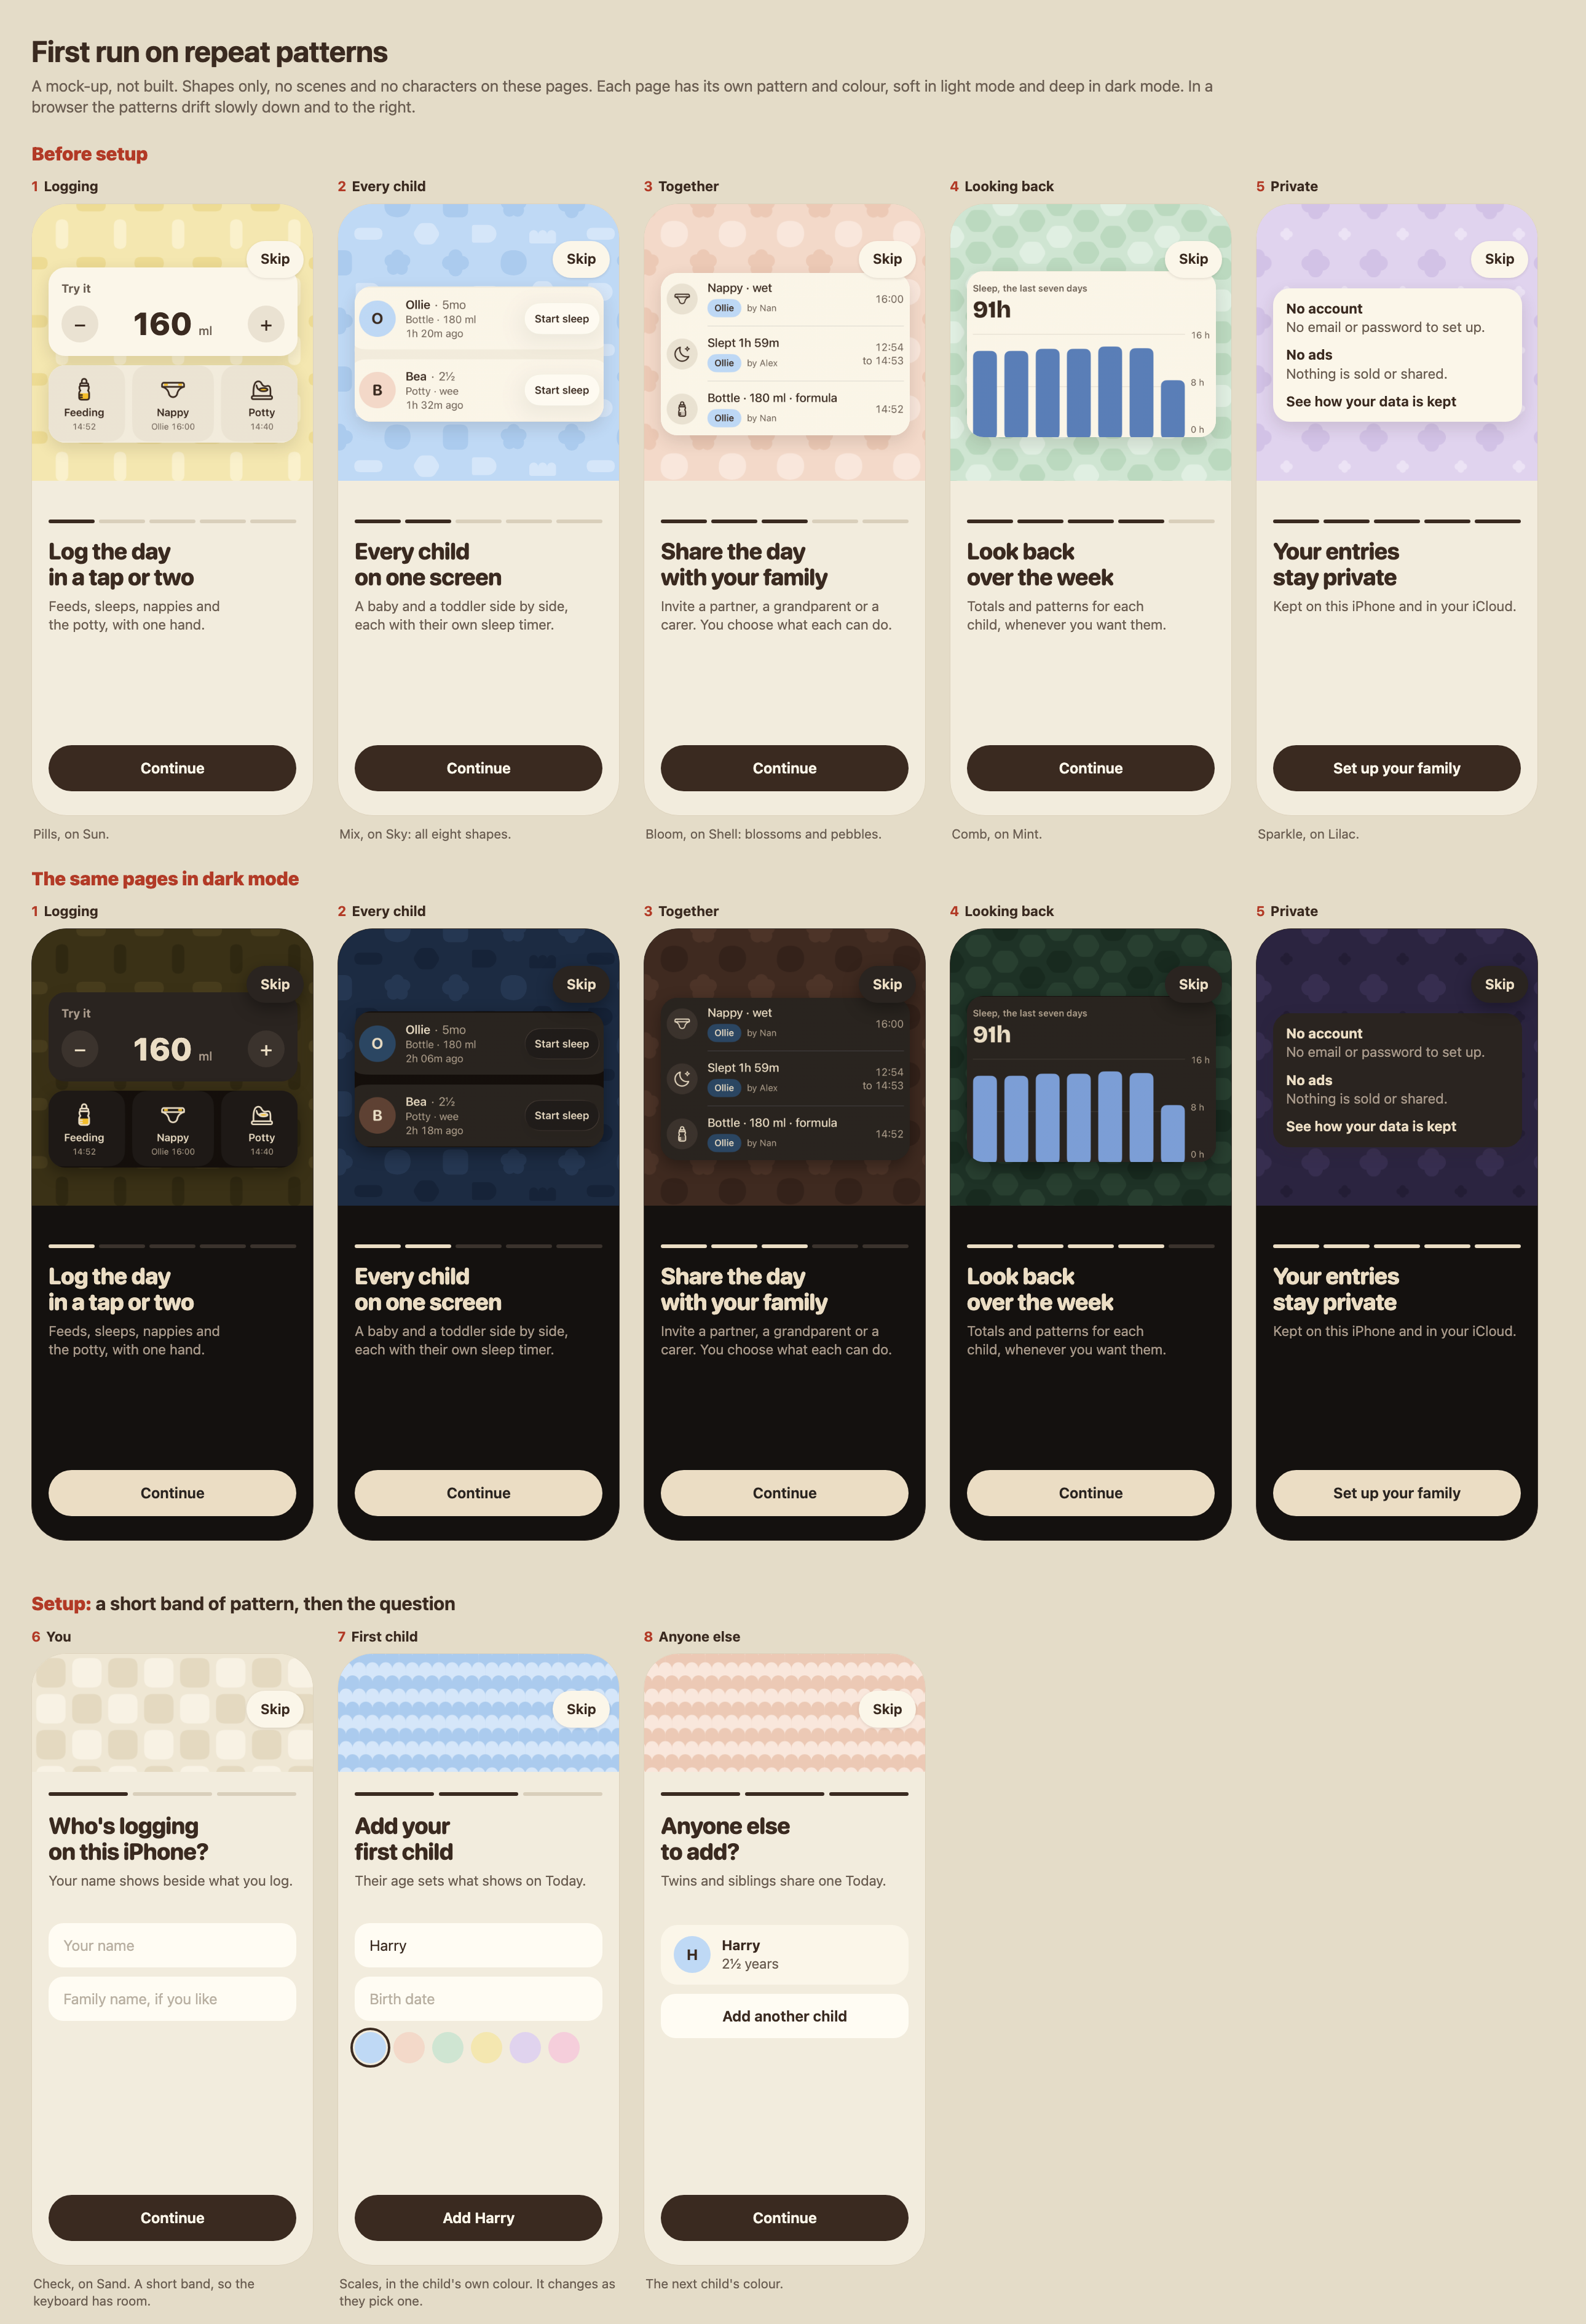 First run on repeat patterns
A mock-up, not built. Shapes only, no scenes and no characters on these pages. Each page has its own pattern and colour, soft in light mode and deep in dark mode. In a
browser the patterns drift slowly down and to the right.
Before setup
1 Logging
Skip
Try it
−
160 ml
+
Feeding
14:52
Nappy
Ollie 16:00
Potty
14:40
Log the day
in a tap or two
Feeds, sleeps, nappies and
the potty, with one hand.
Continue
Pills, on Sun.
2 Every child
Skip
O
Ollie · 5mo
Bottle · 180 ml
1h 20m ago
Start sleep
B
Bea · 2½
Potty · wee
1h 32m ago
Start sleep
Every child
on one screen
A baby and a toddler side by side,
each with their own sleep timer.
Continue
Mix, on Sky: all eight shapes.
3 Together
Skip
Nappy · wet
Ollie by Nan
16:00
Slept 1h 59m
Ollie by Alex
12:54
to 14:53
Bottle · 180 ml · formula
Ollie by Nan
14:52
Share the day
with your family
Invite a partner, a grandparent or a
carer. You choose what each can do.
Continue
Bloom, on Shell: blossoms and pebbles.
4 Looking back
Skip
Sleep, the last seven days
91h
16 h
8 h
0 h
Look back
over the week
Totals and patterns for each
child, whenever you want them.
Continue
Comb, on Mint.
5 Private
Skip
No account
No email or password to set up.
No ads
Nothing is sold or shared.
See how your data is kept
Your entries
stay private
Kept on this iPhone and in your iCloud.
Set up your family
Sparkle, on Lilac.
The same pages in dark mode
1 Logging
Skip
Try it
−
160 ml
+
Feeding
14:52
Nappy
Ollie 16:00
Potty
14:40
Log the day
in a tap or two
Feeds, sleeps, nappies and
the potty, with one hand.
Continue
2 Every child
Skip
O
Ollie · 5mo
Bottle · 180 ml
2h 06m ago
Start sleep
B
Bea · 2½
Potty · wee
2h 18m ago
Start sleep
Every child
on one screen
A baby and a toddler side by side,
each with their own sleep timer.
Continue
3 Together
Skip
Nappy · wet
Ollie by Nan
16:00
Slept 1h 59m
Ollie by Alex
12:54
to 14:53
Bottle · 180 ml · formula
Ollie by Nan
14:52
Share the day
with your family
Invite a partner, a grandparent or a
carer. You choose what each can do.
Continue
4 Looking back
Skip
Sleep, the last seven days
91h
16 h
8 h
0 h
Look back
over the week
Totals and patterns for each
child, whenever you want them.
Continue
5 Private
Skip
No account
No email or password to set up.
No ads
Nothing is sold or shared.
See how your data is kept
Your entries
stay private
Kept on this iPhone and in your iCloud.
Set up your family
Setup: a short band of pattern, then the question
6 You
Skip
Who's logging
on this iPhone?
Your name shows beside what you log.
Your name
Family name, if you like
Continue
Check, on Sand. A short band, so the
keyboard has room.
7 First child
Skip
Add your
first child
Their age sets what shows on Today.
Harry
Birth date
Add Harry
Scales, in the child's own colour. It changes as
they pick one.
8 Anyone else
Skip
Anyone else
to add?
Twins and siblings share one Today.
H
Harry
2½ years
Add another child
Continue
The next child's colour.